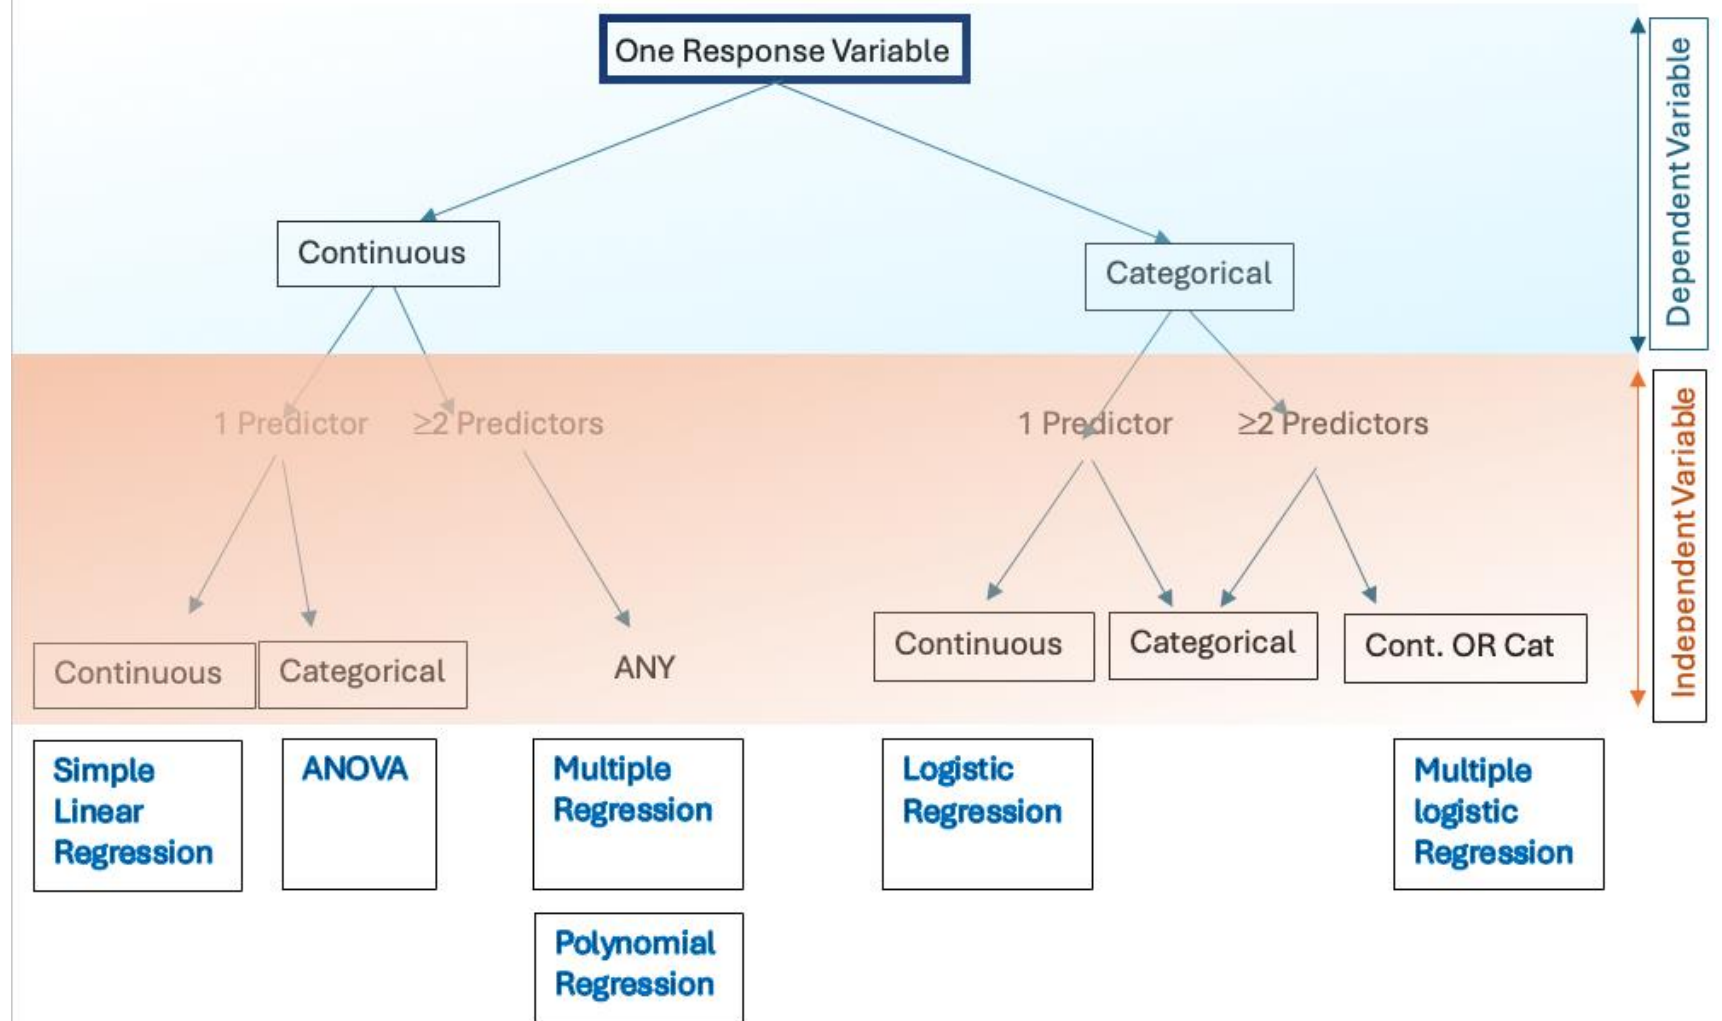 One Response Variable
Continuous
Categorical
Dependent Variable
1 Predictor
≥2 Predictors
1 Predictor
≥2 Predictors
Continuous
Categorical
ANY
Continuous
Categorical
Cont. OR Cat
Independent Variable
Simple
Linear
Regression
ANOVA
Multiple
Regression
Logistic
Regression
Multiple
logistic
Regression
Polynomial
Regression